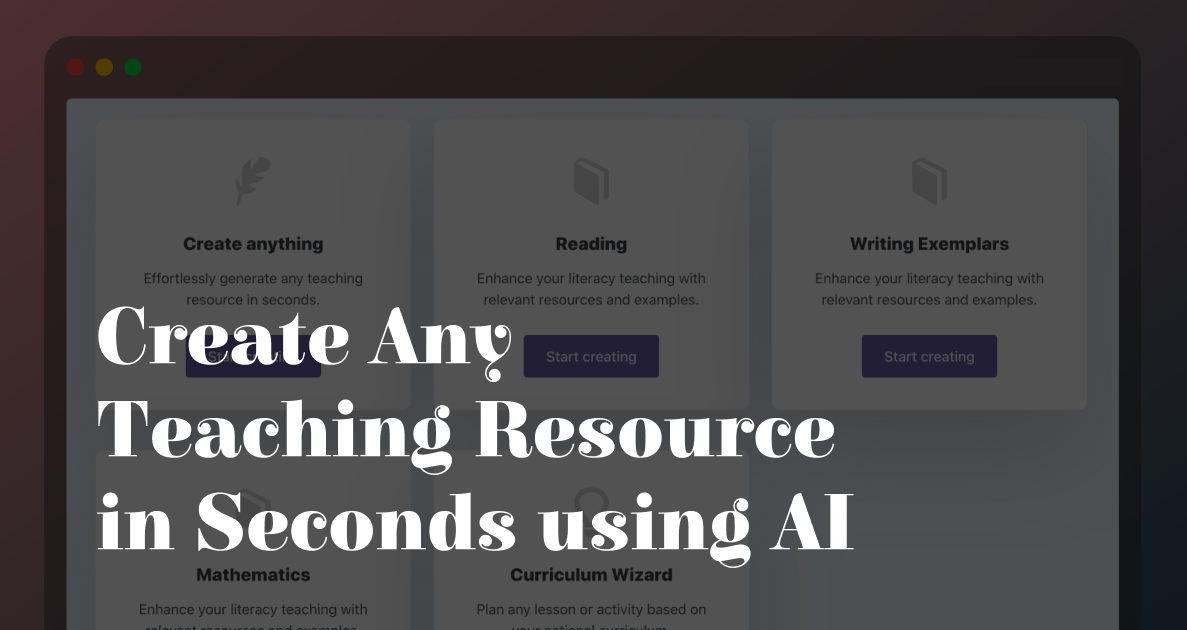 Create anything
Effortlessly generate any teaching
resource in seconds.
Reading
Enhance your literacy teaching with
relevant resources and examples.
Start creating
Writing Exemplars
Enhance your literacy teaching with
relevant resources and examples.
Start creating
Create Any
Teaching Resource
in Seconds using AI
Mathematics
Enhance your literacy teaching with
relevant resources and examples.
Curriculum Wizard
Plan any lesson or activity based on
your national curriculum.